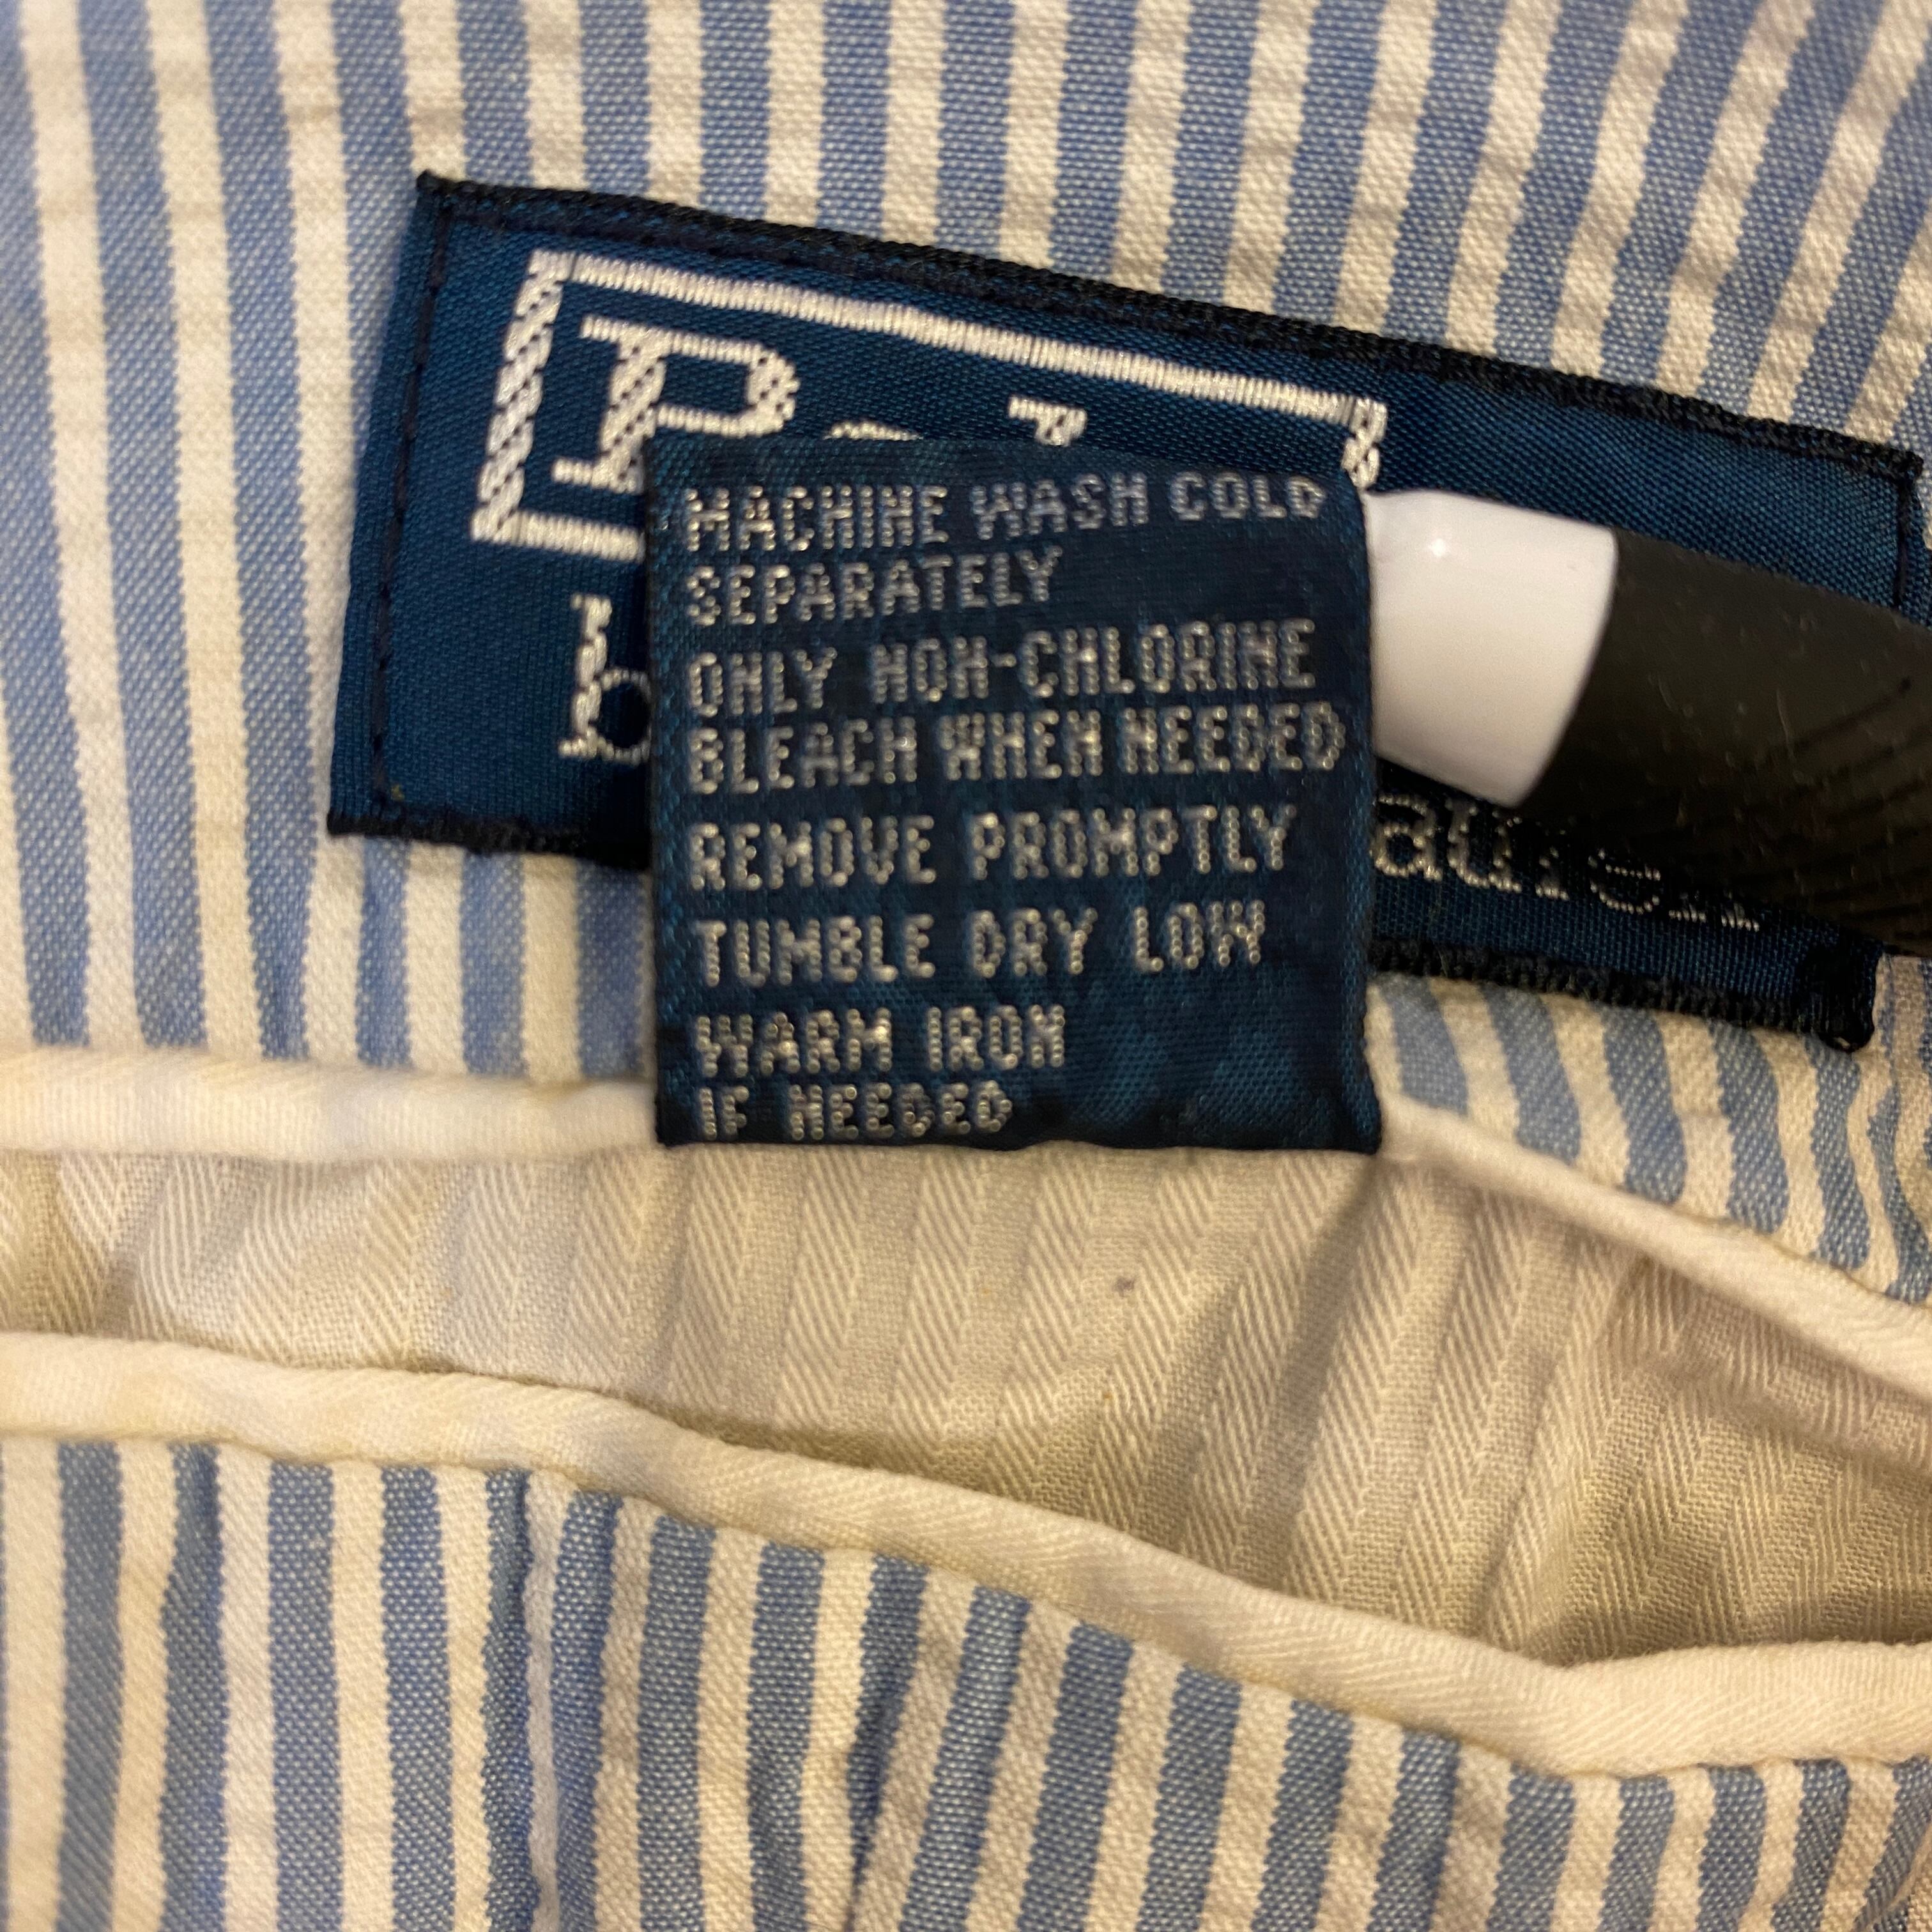 MACHINE WASH COLD
SEPARATELY
ONLY NON-CHLORINE
BLEACH WHEN NEEDED
REMOVE PROMPTLY
TUMBLE DRY LOW
WARM IRON
IF NEEDED